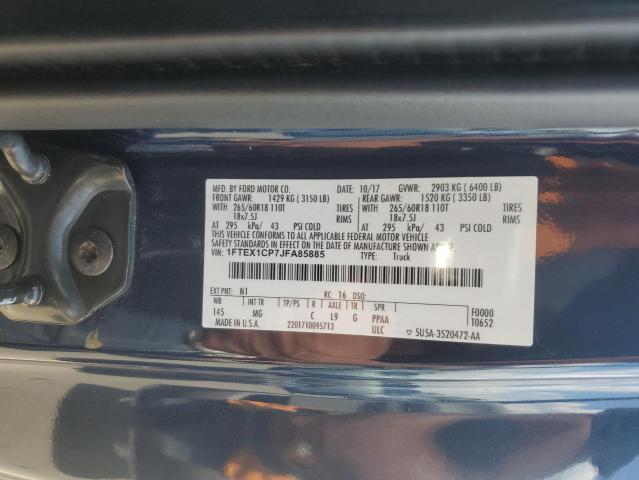 MFD. BY FORD MOTOR CO. 10/17 GVWR: 2903 KG ( 6400 LB)
FRONT GAWR: 1429 KG ( 3150 LB) REAR GAWR: 1520 KG ( 3350 LB)
WITH 265/60R18 110T TIRES WITH 265/60R18 110T TIRES
18x7.5J RIMS 18x7.5J RIMS
AT 295 kPa/ 43 PSI COLD AT 295 kPa/ 43 PSI COLD
THIS VEHICLE CONFORMS TO ALL APPLICABLE FEDERAL MOTOR VEHICLE
SAFETY STANDARDS IN EFFECT ON THE DATE OF MANUFACTURE SHOWN ABOVE
VIN: 1FTEX1CP7JFA85885 TYPE: Truck
EXT PNT: N1 RC: 16 DSO:
WB INT TR TP/PS R AXLE TR SPR F0000
145 MG C L9 G PPAA T0652
MADE IN U.S.A. 2201710095713 ULC ▽ 5U5A-3520472-AA